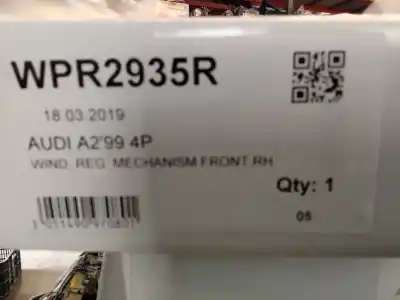 WPR2935R
18 03 2019
AUDI A2'99 4P
WIND. REG. MECHANISM FRONT RH
Qty: 1
05